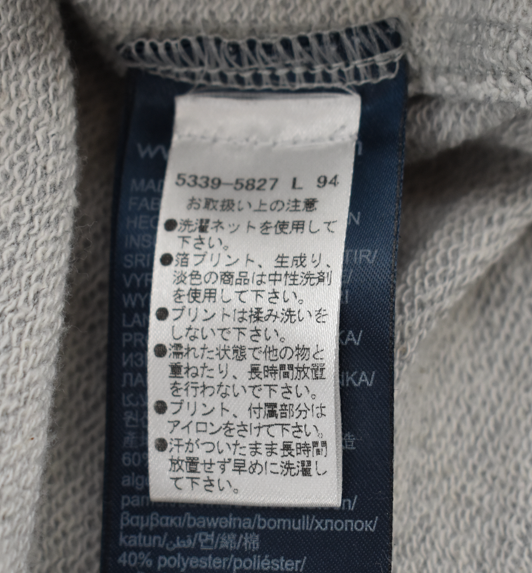 5339-5827 L 94
お取扱い上の注意
●洗濯ネットを使用して
下さい。
●箔プリント、生成り、
淡色の商品は中性洗剤
を使用して下さい。
●プリントは揉み洗いを
しないで下さい。
●濡れた状態で他の物と
重ねたり、長時間放置
を行わないで下さい。
●プリント、付属部分は
アイロンをさけて下さい。
●汗がついたまま長時間
放置せず早めに洗濯し
て下さい。
βαμβακι/bawełna/bomull/хлопок/
katun/قطن/면/綿/棉
40% polyester/poliéster/